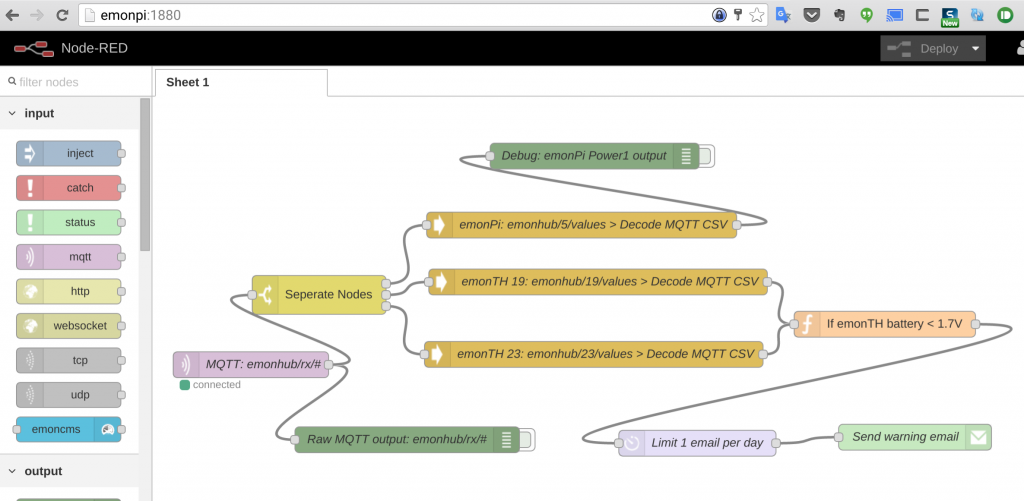 emonpi:1880
New
Node-RED
Deploy
filter nodes
Sheet 1
input
inject
catch
status
mqtt
http
websocket
tcp
udp
emoncms
output
Debug: emonPi Power1 output
emonPi: emonhub/5/values > Decode MQTT CSV
emonTH 19: emonhub/19/values > Decode MQTT CSV
Seperate Nodes
If emonTH battery < 1.7V
emonTH 23: emonhub/23/values > Decode MQTT CSV
MQTT: emonhub/rx/#
connected
Raw MQTT output: emonhub/rx/#
Limit 1 email per day
Send warning email